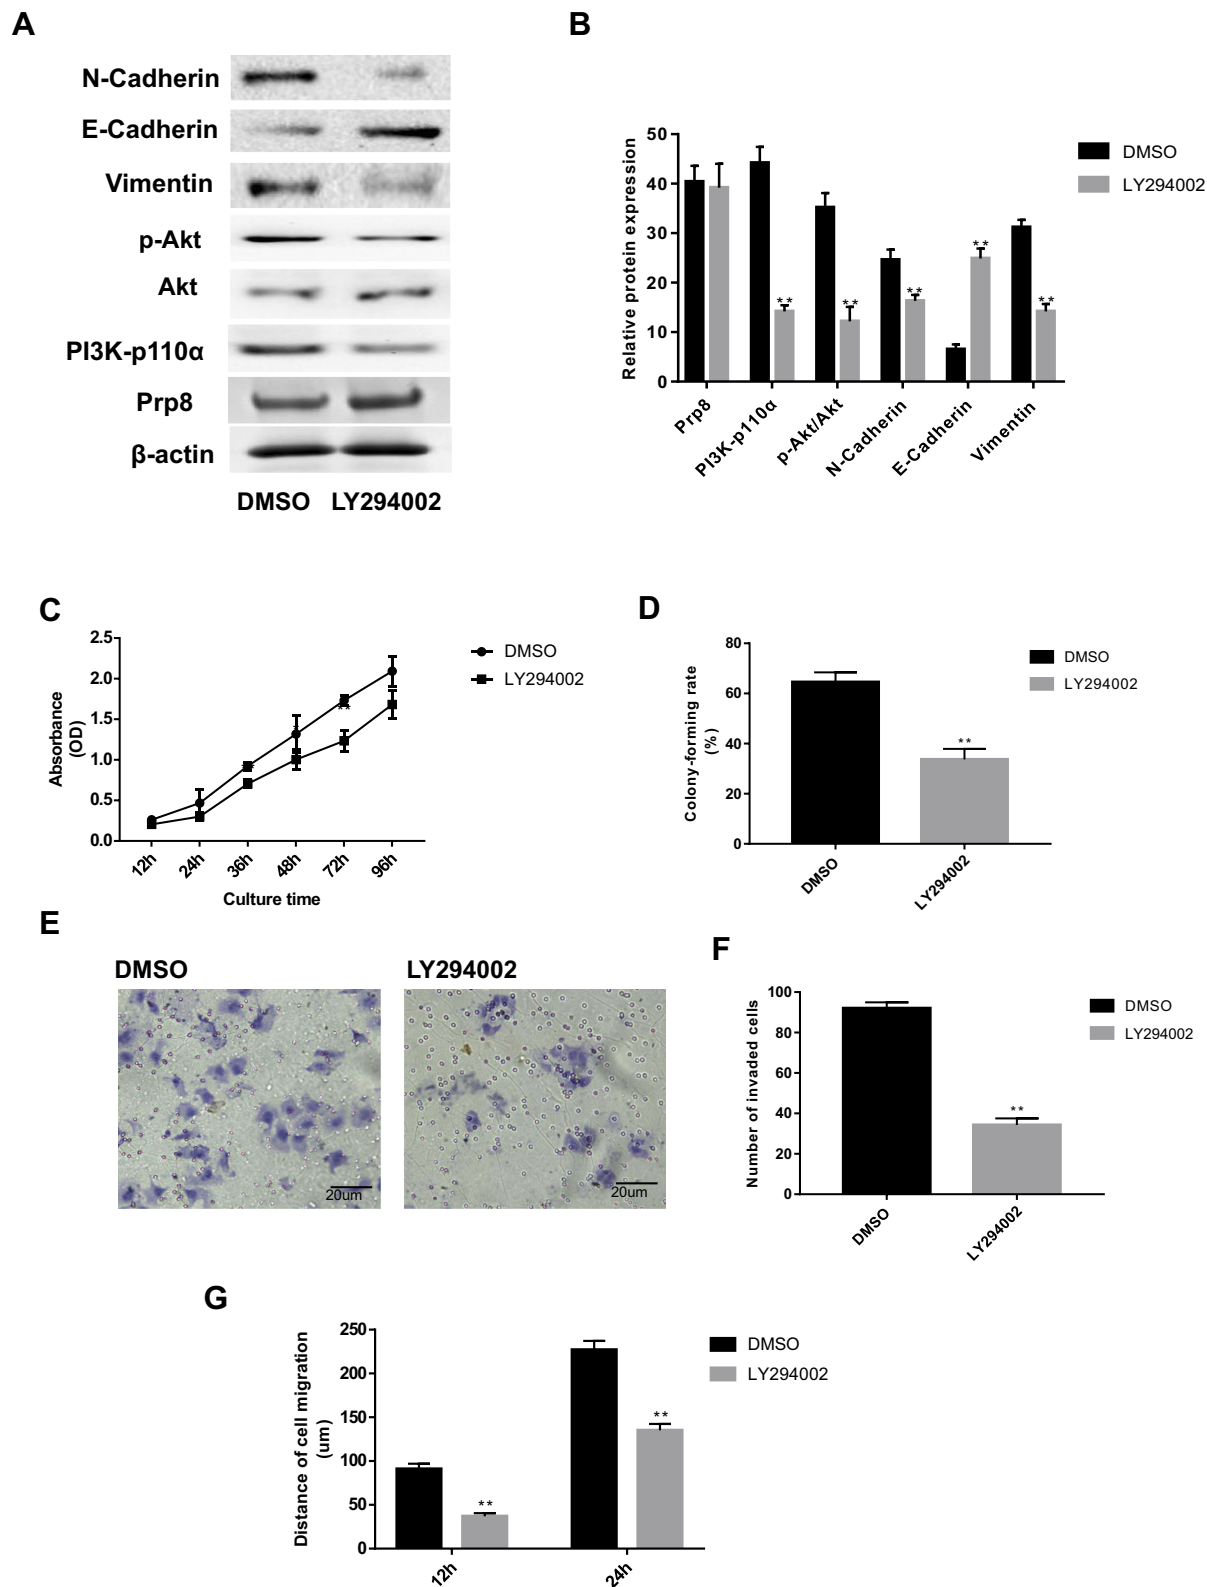 A
N-Cadherin
E-Cadherin
Vimentin
p-Akt
Akt
PI3K-p110α
Prp8
β-actin
DMSO LY294002
B
Relative protein expression
50
40
30
20
10
0
** ** ** ** **
Prp8 PI3K-p110α p-Akt/Akt N-Cadherin E-Cadherin Vimentin
DMSO
LY294002
C
Absorbance
(OD)
2.5
2.0
1.5
1.0
0.5
0.0
**
12h 24h 36h 48h 72h 96h
Culture time
DMSO
LY294002
D
Colony-forming rate
(%)
80
60
40
20
0
**
DMSO LY294002
DMSO
LY294002
E
DMSO LY294002
20um 20um
F
Number of invaded cells
100
80
60
40
20
0
**
DMSO LY294002
DMSO
LY294002
G
Distance of cell migration
(um)
250
200
150
100
50
0
** **
12h 24h
DMSO
LY294002